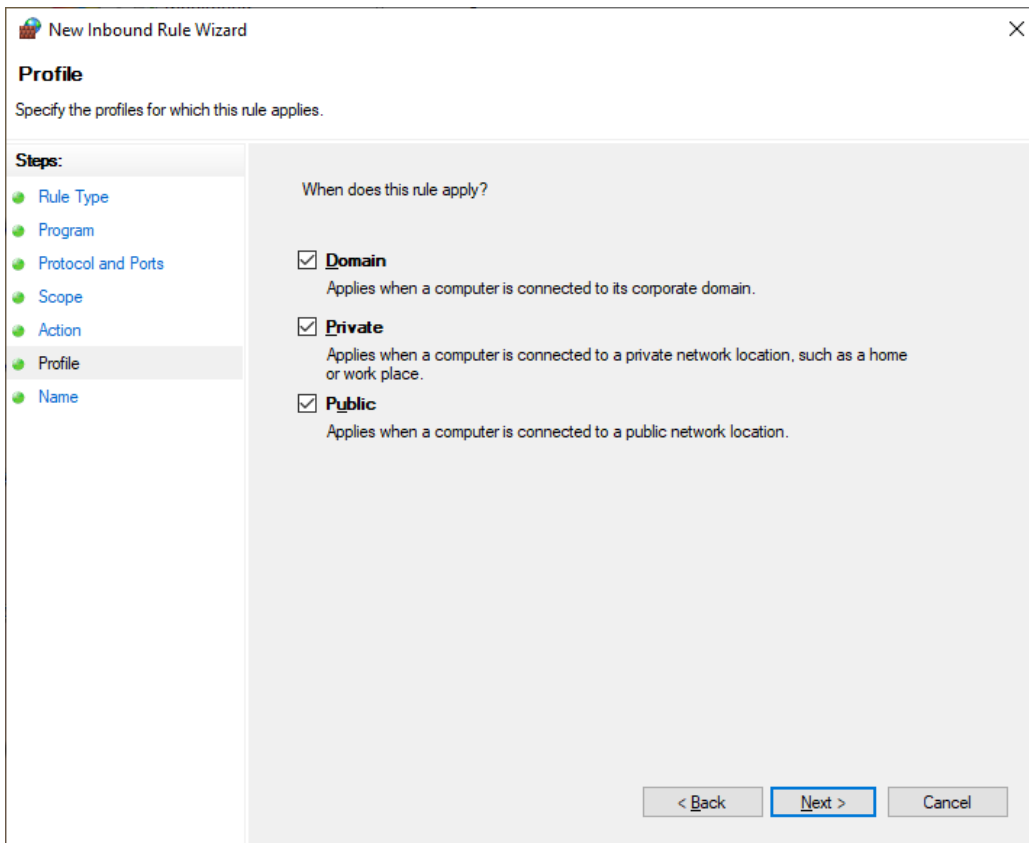 New Inbound Rule Wizard
Profile
Specify the profiles for which this rule applies.
Steps:
Rule Type
Program
Protocol and Ports
Scope
Action
Profile
Name
When does this rule apply?
Domain
Applies when a computer is connected to its corporate domain.
Private
Applies when a computer is connected to a private network location, such as a home
or work place.
Public
Applies when a computer is connected to a public network location.
< Back
Next >
Cancel